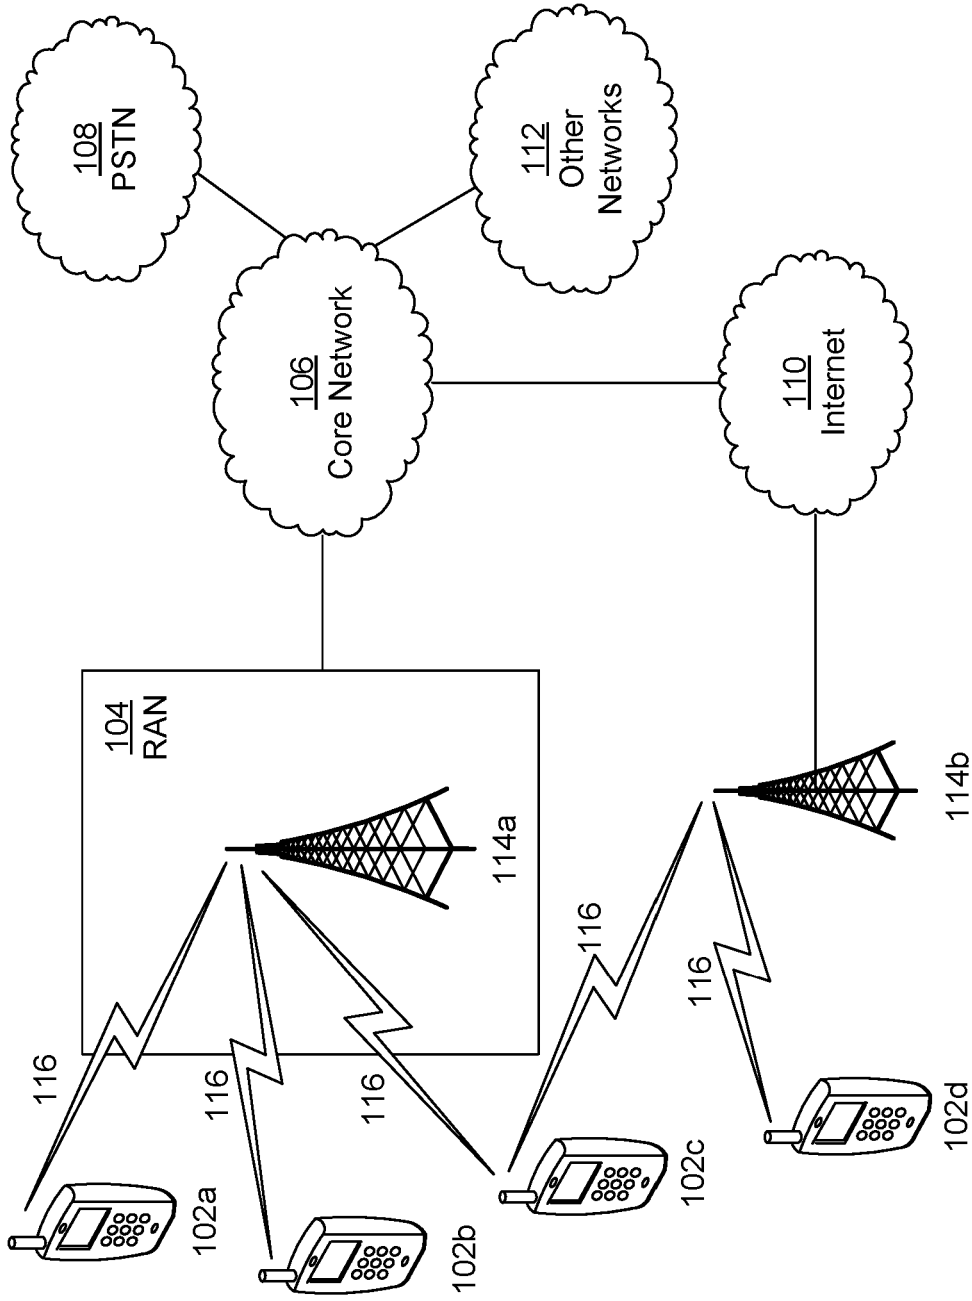 108
PSTN
112
Other
Networks
106
Core Network
110
Internet
104
RAN
114a
114b
116
116
116
116
116
102a
102b
102c
102d